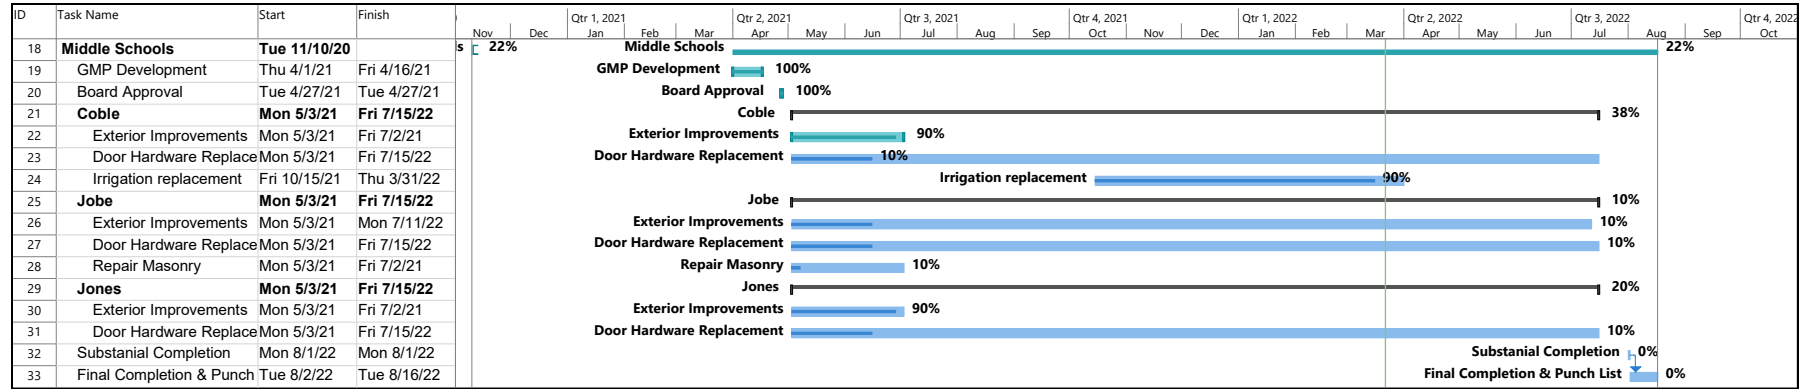 ID Task Name Start Finish Qtr 1, 2021 Qtr 2, 2021 Qtr 3, 2021 Qtr 4, 2021 Qtr 1, 2022 Qtr 2, 2022 Qtr 3, 2022 Qtr 4, 2022
Nov Dec Jan Feb Mar Apr May Jun Jul Aug Sep Oct Nov Dec Jan Feb Mar Apr May Jun Jul Aug Sep Oct
18 Middle Schools Tue 11/10/20 s 22% Middle Schools 22%
19 GMP Development Thu 4/1/21 Fri 4/16/21 GMP Development 100%
20 Board Approval Tue 4/27/21 Tue 4/27/21 Board Approval 100%
21 Coble Mon 5/3/21 Fri 7/15/22 Coble 38%
22 Exterior Improvements Mon 5/3/21 Fri 7/2/21 Exterior Improvements 90%
23 Door Hardware Replace Mon 5/3/21 Fri 7/15/22 Door Hardware Replacement 10%
24 Irrigation replacement Fri 10/15/21 Thu 3/31/22 Irrigation replacement 90%
25 Jobe Mon 5/3/21 Fri 7/15/22 Jobe 10%
26 Exterior Improvements Mon 5/3/21 Mon 7/11/22 Exterior Improvements 10%
27 Door Hardware Replace Mon 5/3/21 Fri 7/15/22 Door Hardware Replacement 10%
28 Repair Masonry Mon 5/3/21 Fri 7/2/21 Repair Masonry 10%
29 Jones Mon 5/3/21 Fri 7/15/22 Jones 20%
30 Exterior Improvements Mon 5/3/21 Fri 7/2/21 Exterior Improvements 90%
31 Door Hardware Replace Mon 5/3/21 Fri 7/15/22 Door Hardware Replacement 10%
32 Substanial Completion Mon 8/1/22 Mon 8/1/22 Substanial Completion 0%
33 Final Completion & Punch Tue 8/2/22 Tue 8/16/22 Final Completion & Punch List 0%